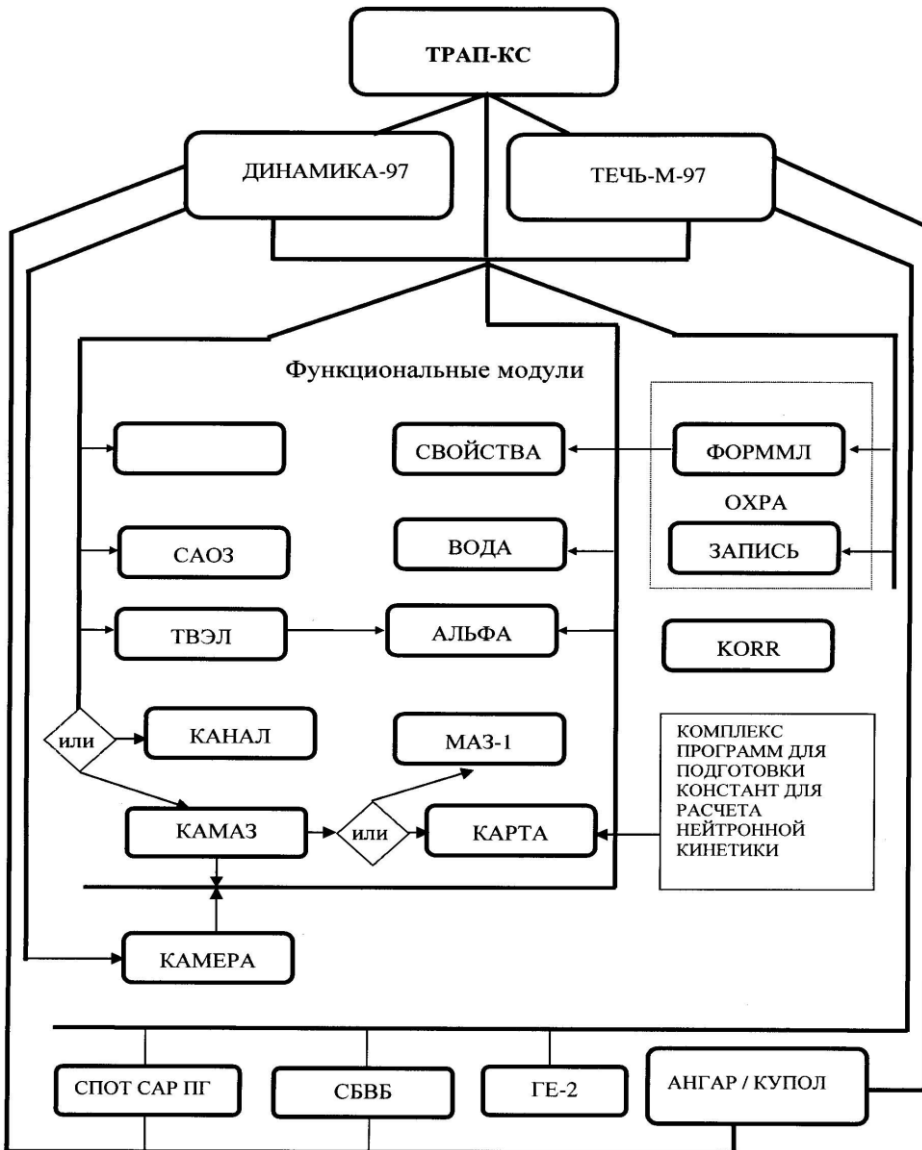 ТРАП-КС
ДИНАМИКА-97
ТЕЧЬ-М-97
Функциональные модули
СВОЙСТВА
ФОРММЛ
ОХРА
САОЗ
ВОДА
ЗАПИСЬ
ТВЭЛ
АЛЬФА
KORR
или
КАНАЛ
МАЗ-1
КОМПЛЕКС
ПРОГРАММ ДЛЯ
ПОДГОТОВКИ
КОНСТАНТ ДЛЯ
РАСЧЕТА
НЕЙТРОННОЙ
КИНЕТИКИ
КАМАЗ
или
КАРТА
КАМЕРА
СПОТ САР ПГ
СБВБ
ГЕ-2
АНГАР / КУПОЛ